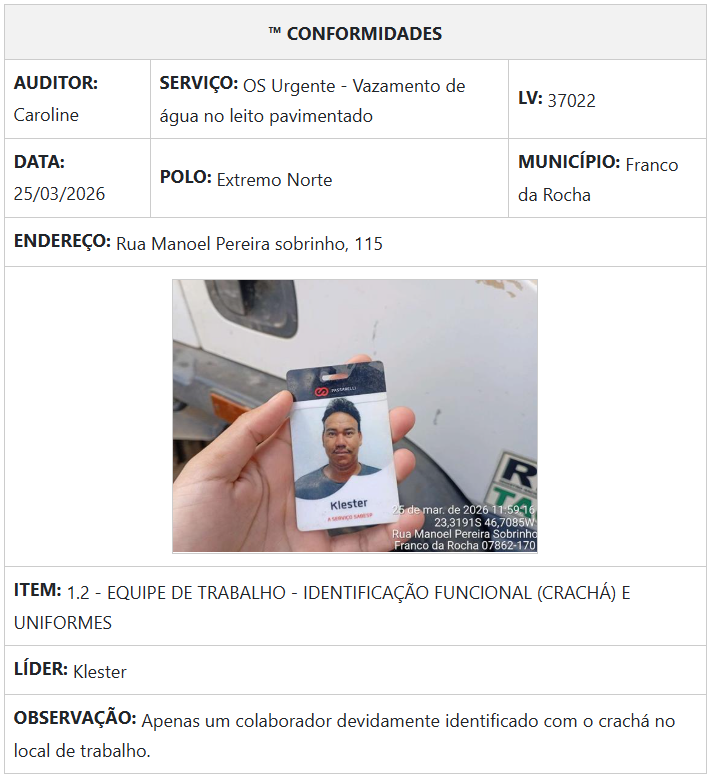 ™ CONFORMIDADES
AUDITOR:
Caroline
SERVIÇO: OS Urgente - Vazamento de
água no leito pavimentado
LV: 37022
DATA:
25/03/2026
POLO: Extremo Norte
MUNICÍPIO: Franco
da Rocha
ENDEREÇO: Rua Manoel Pereira sobrinho, 115
PASSARELLI
Klester
A SERVIÇO SABESP
25 de mar. de 2026 11:59:16
23,3191S 46,7085W
Rua Manoel Pereira Sobrinho
Franco da Rocha 07862-170
ITEM: 1.2 - EQUIPE DE TRABALHO - IDENTIFICAÇÃO FUNCIONAL (CRACHÁ) E
UNIFORMES
LÍDER: Klester
OBSERVAÇÃO: Apenas um colaborador devidamente identificado com o crachá no
local de trabalho.